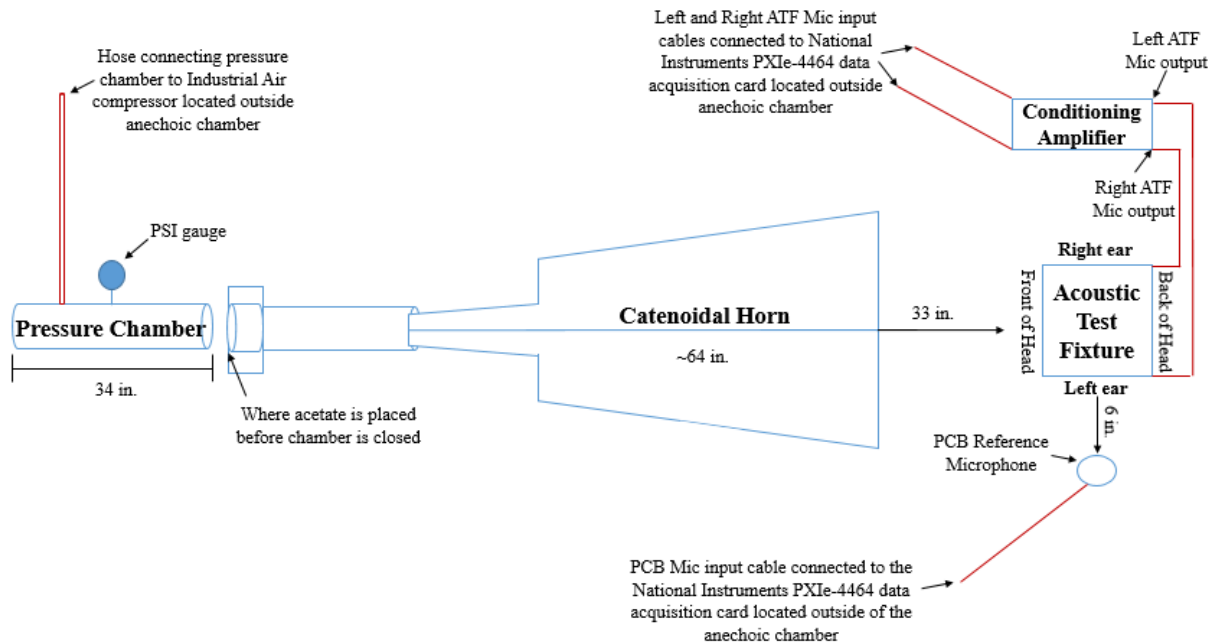 Hose connecting pressure
chamber to Industrial Air
compressor located outside
anechoic chamber
PSI gauge
Pressure Chamber
34 in.
Where acetate is placed
before chamber is closed
Catenoidal Horn
~64 in.
33 in.
Left and Right ATF Mic input
cables connected to National
Instruments PXIe-4464 data
acquisition card located outside
anechoic chamber
Left ATF
Mic output
Conditioning
Amplifier
Right ATF
Mic output
Right ear
Front of Head
Acoustic
Test
Fixture
Back of Head
Left ear
6 in.
PCB Reference
Microphone
PCB Mic input cable connected to the
National Instruments PXIe-4464 data
acquisition card located outside of the
anechoic chamber